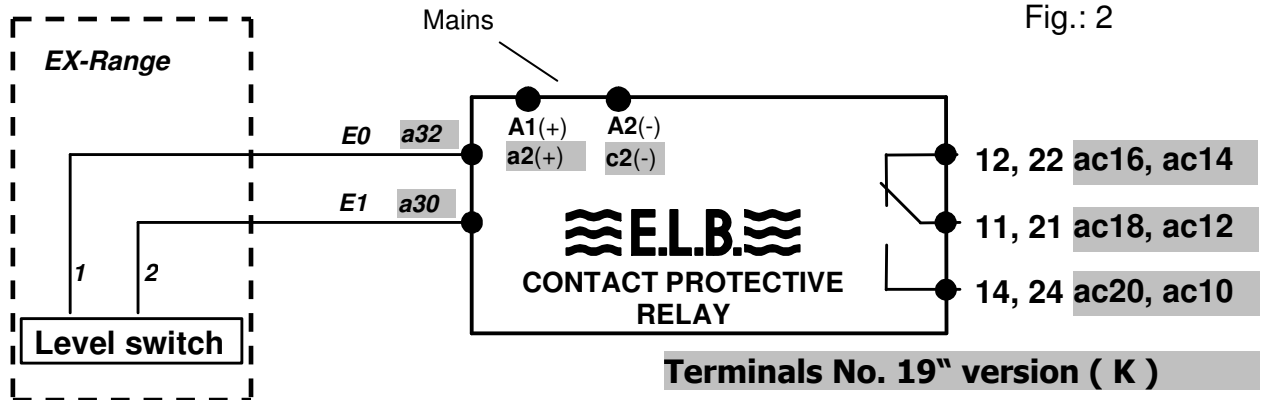 Mains
Fig.: 2
EX-Range
E0 a32
A1(+) A2(-)
a2(+) c2(-)
12, 22 ac16, ac14
E1 a30
E.L.B.
11, 21 ac18, ac12
1 2
CONTACT PROTECTIVE
RELAY
14, 24 ac20, ac10
Level switch
Terminals No. 19‟ version ( K )